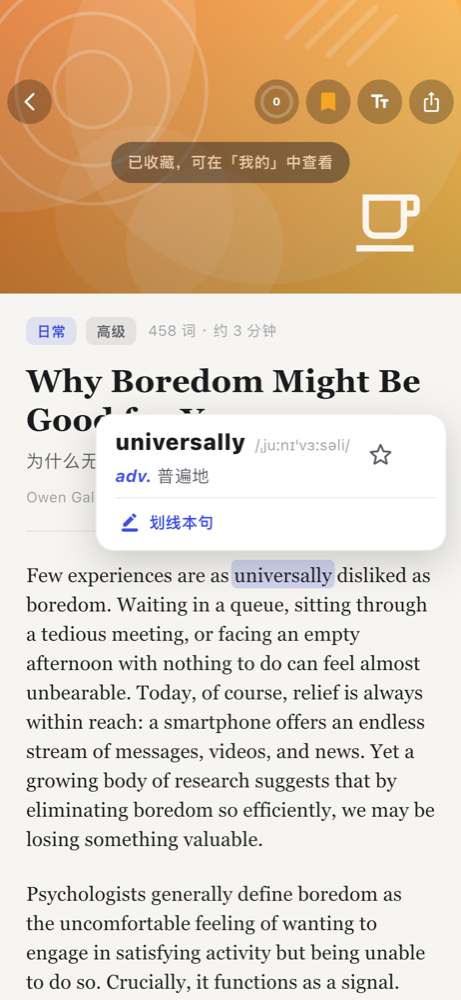 0
Tт
已收藏，可在「我的」中查看
日常 高级 458 词 · 约 3 分钟
Why Boredom Might Be
Good for Y
为什么无
Owen Gal
universally /ˌjuːnɪˈvɜːsəli/
adv. 普遍地
划线本句
Few experiences are as universally disliked as
boredom. Waiting in a queue, sitting through
a tedious meeting, or facing an empty
afternoon with nothing to do can feel almost
unbearable. Today, of course, relief is always
within reach: a smartphone offers an endless
stream of messages, videos, and news. Yet a
growing body of research suggests that by
eliminating boredom so efficiently, we may be
losing something valuable.
Psychologists generally define boredom as
the uncomfortable feeling of wanting to
engage in satisfying activity but being unable
to do so. Crucially, it functions as a signal.